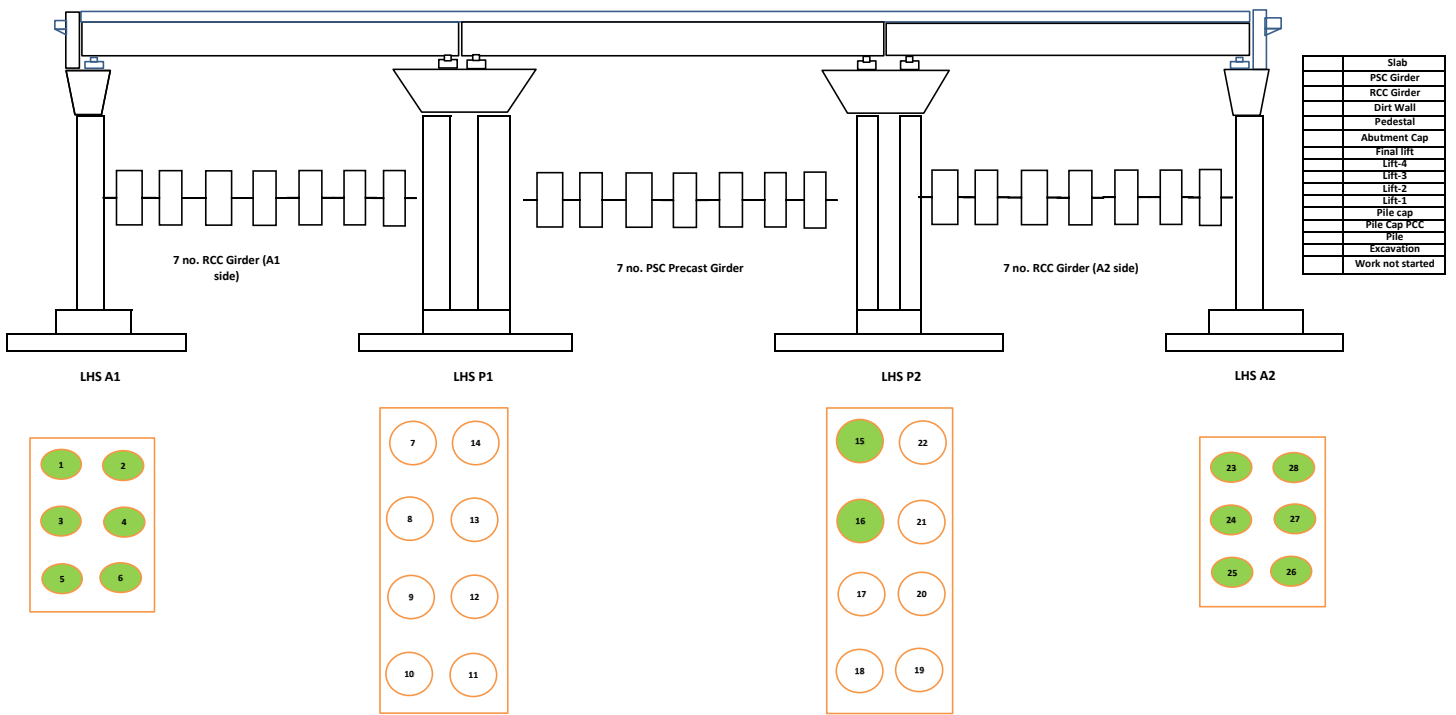 Slab
PSC Girder
RCC Girder
Dirt Wall
Pedestal
Abutment Cap
Final lift
Lift-4
Lift-3
Lift-2
Lift-1
Pile cap
Pile Cap PCC
Pile
Excavation
Work not started
7 no. RCC Girder (A1
side)
7 no. PSC Precast Girder
7 no. RCC Girder (A2 side)
LHS A1
LHS P1
LHS P2
LHS A2
1 2
3 4
5 6
7 14
8 13
9 12
10 11
15 22
16 21
17 20
18 19
23 28
24 27
25 26